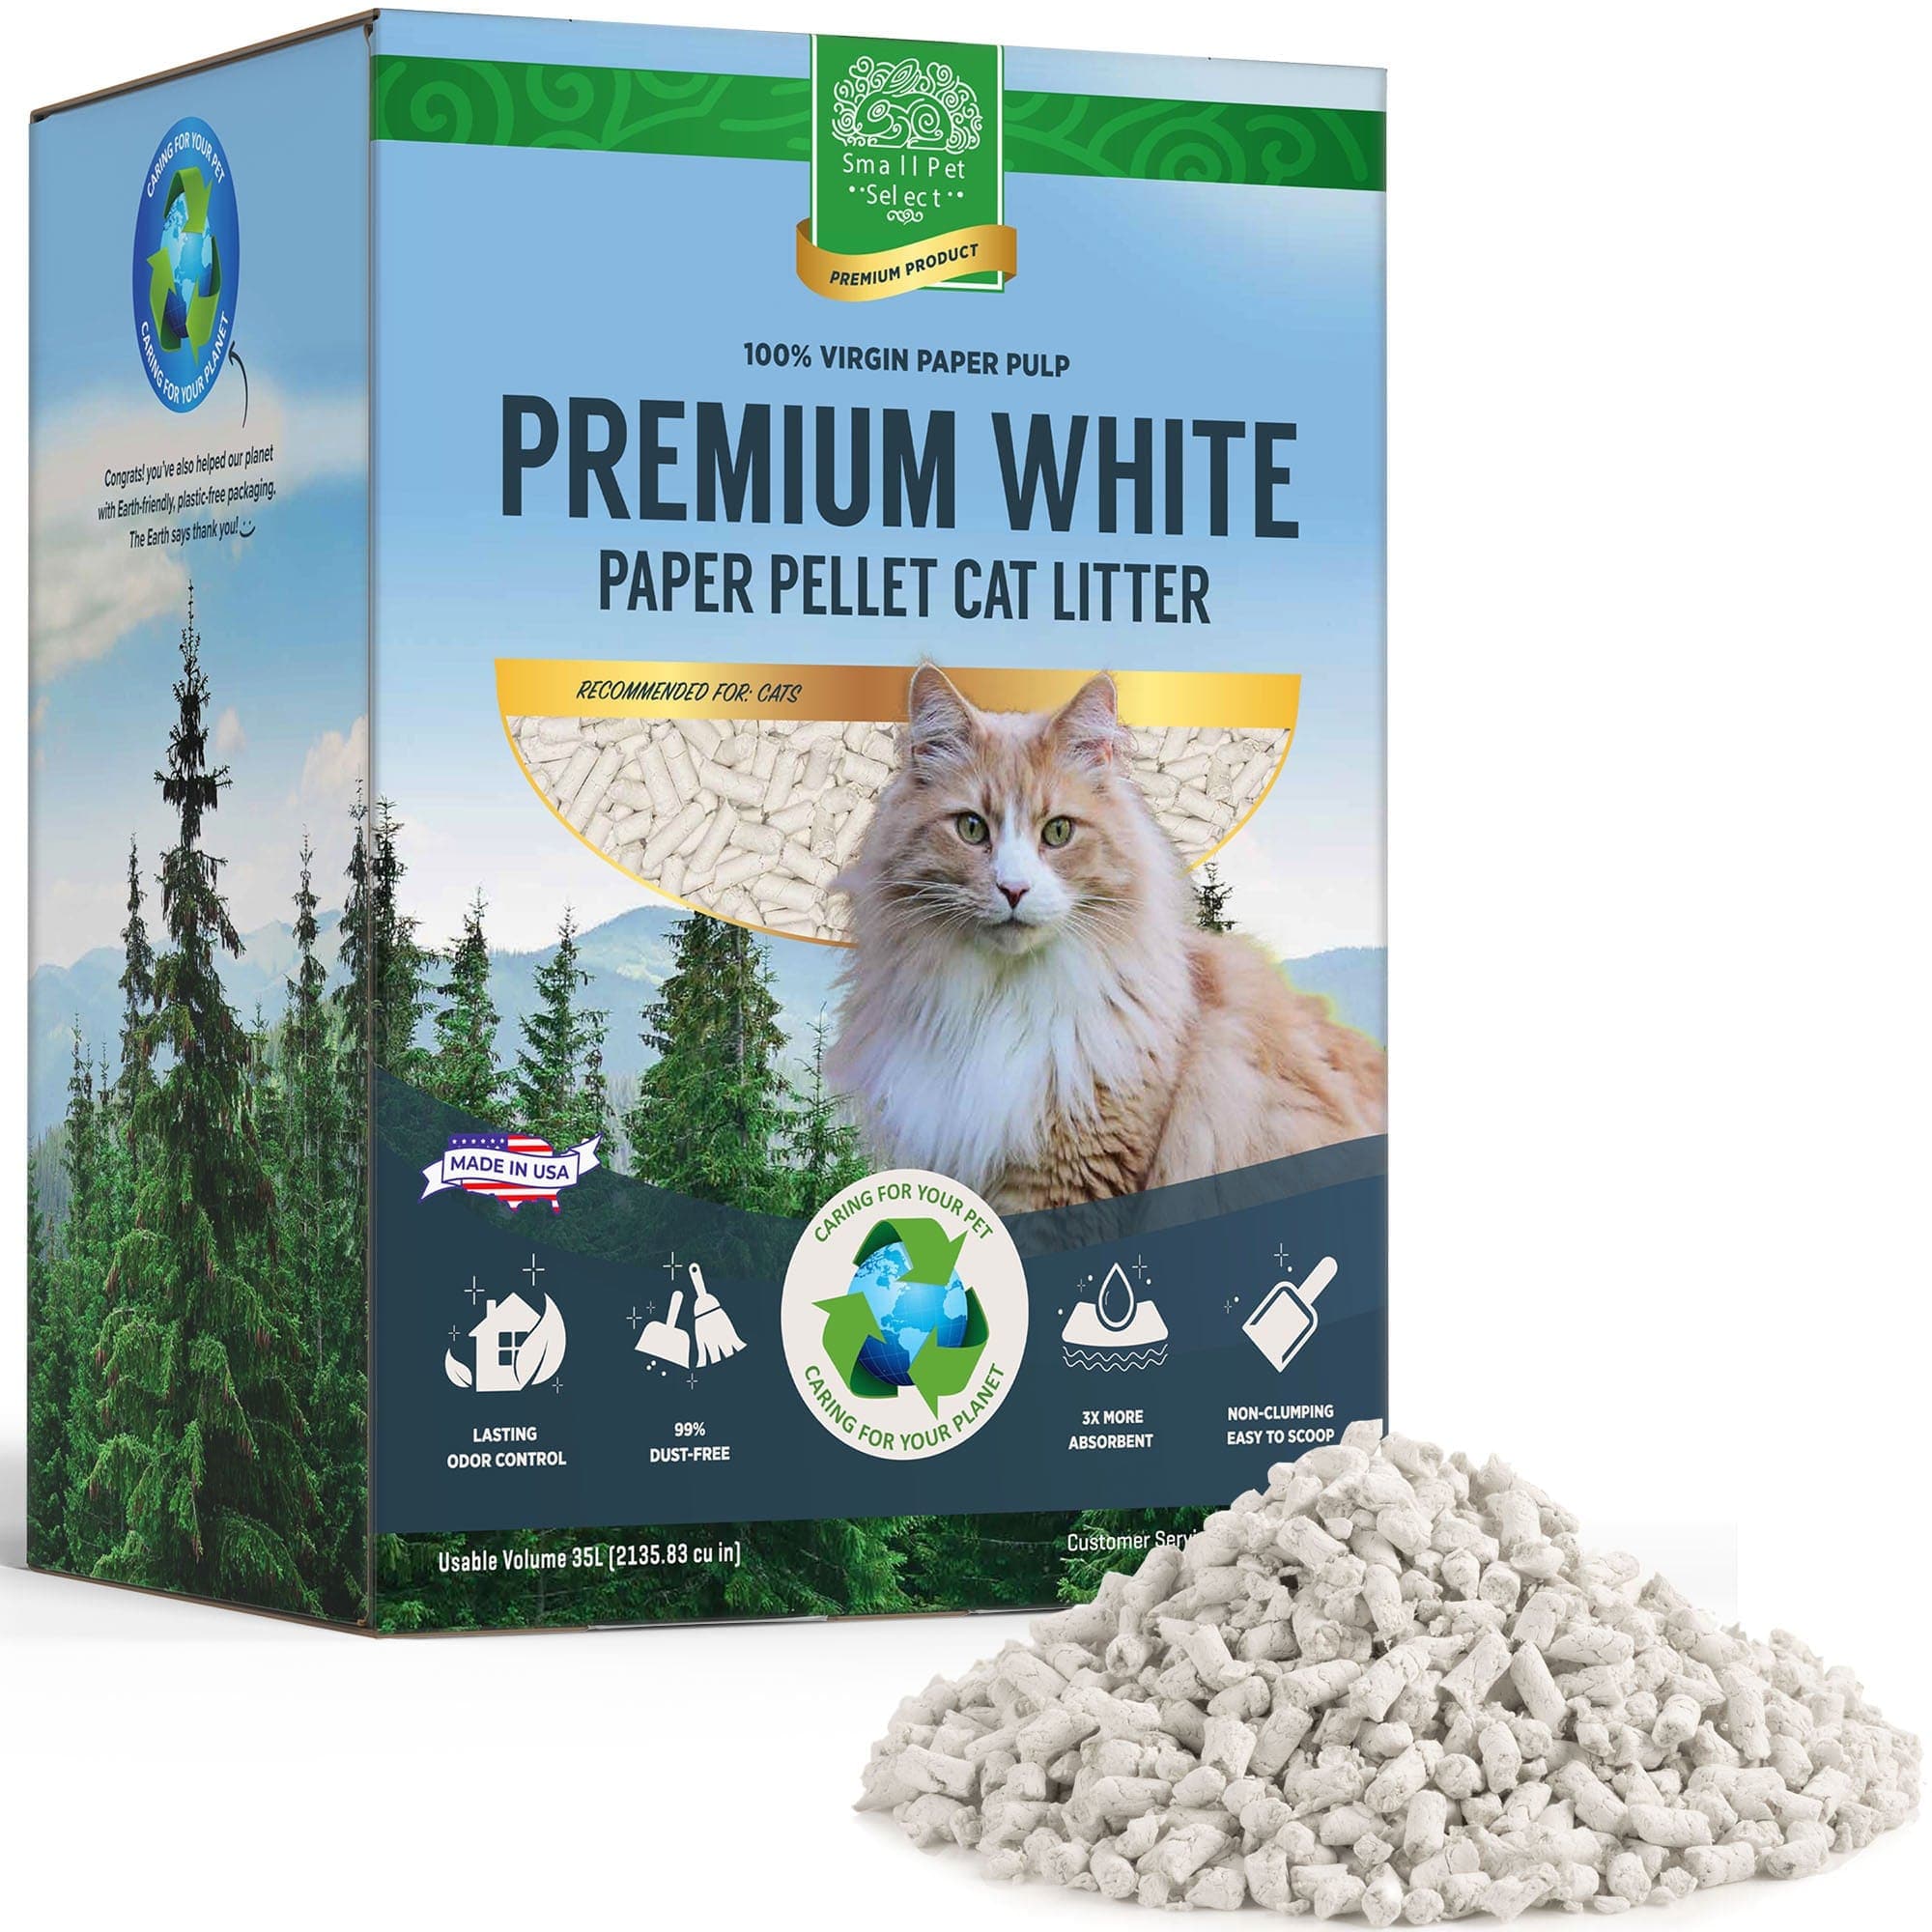 CARING FOR YOUR PET
CARING FOR YOUR PLANET
Congrats! you've also helped our planet
with Earth-friendly, plastic-free packaging.
The Earth says thank you!
Small Pet
Select
PREMIUM PRODUCT
100% VIRGIN PAPER PULP
PREMIUM WHITE
PAPER PELLET CAT LITTER
RECOMMENDED FOR: CATS
MADE IN USA
CARING FOR YOUR PET
CARING FOR YOUR PLANET
LASTING
ODOR CONTROL
99%
DUST-FREE
3X MORE
ABSORBENT
NON-CLUMPING
EASY TO SCOOP
Usable Volume 35L (2135.83 cu in)
Customer